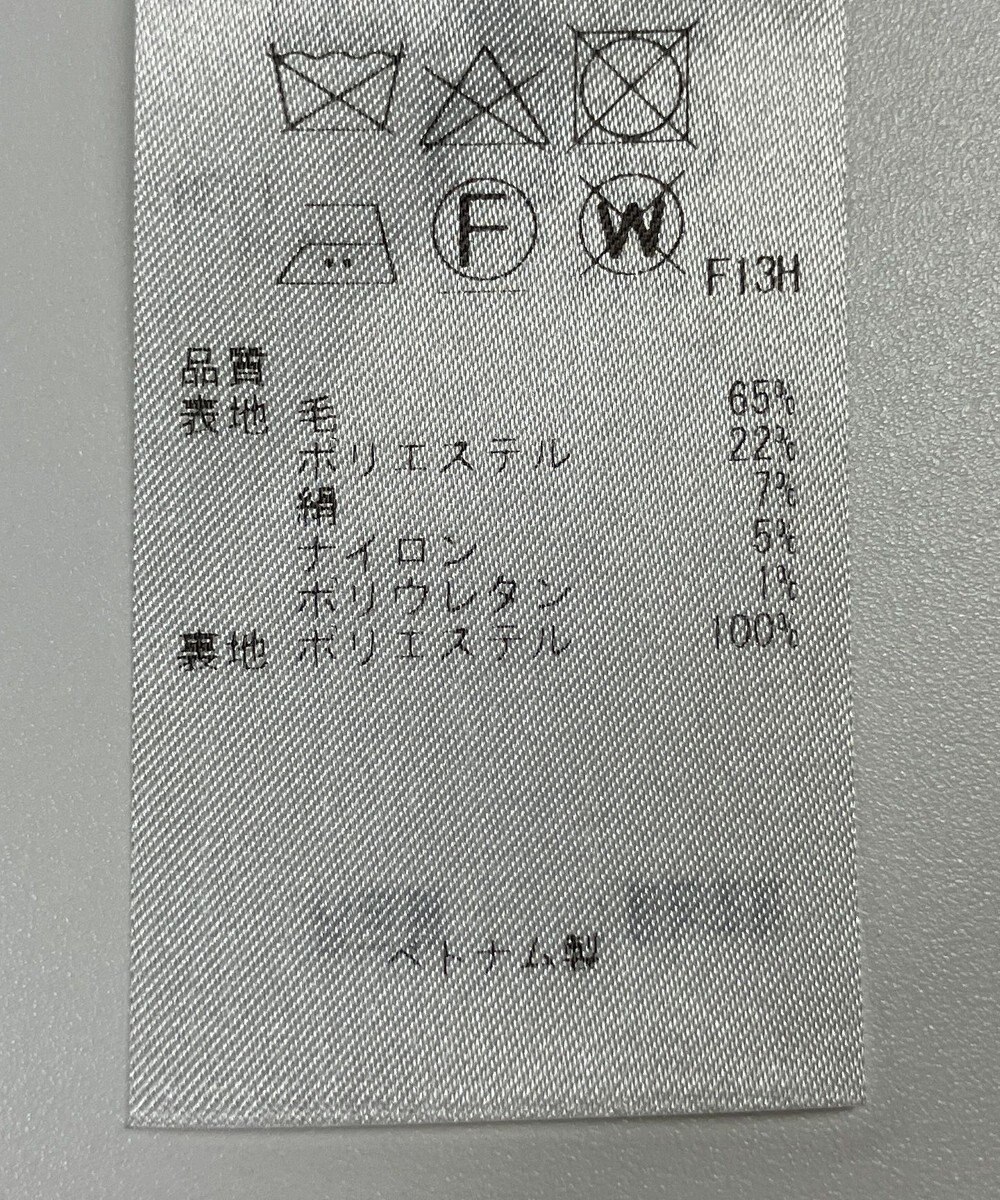 F W F13H
品質
表地 毛 65%
ポリエステル 22%
絹 7%
ナイロン 5%
ポリウレタン 1%
裏地 ポリエステル 100%
ベトナム製